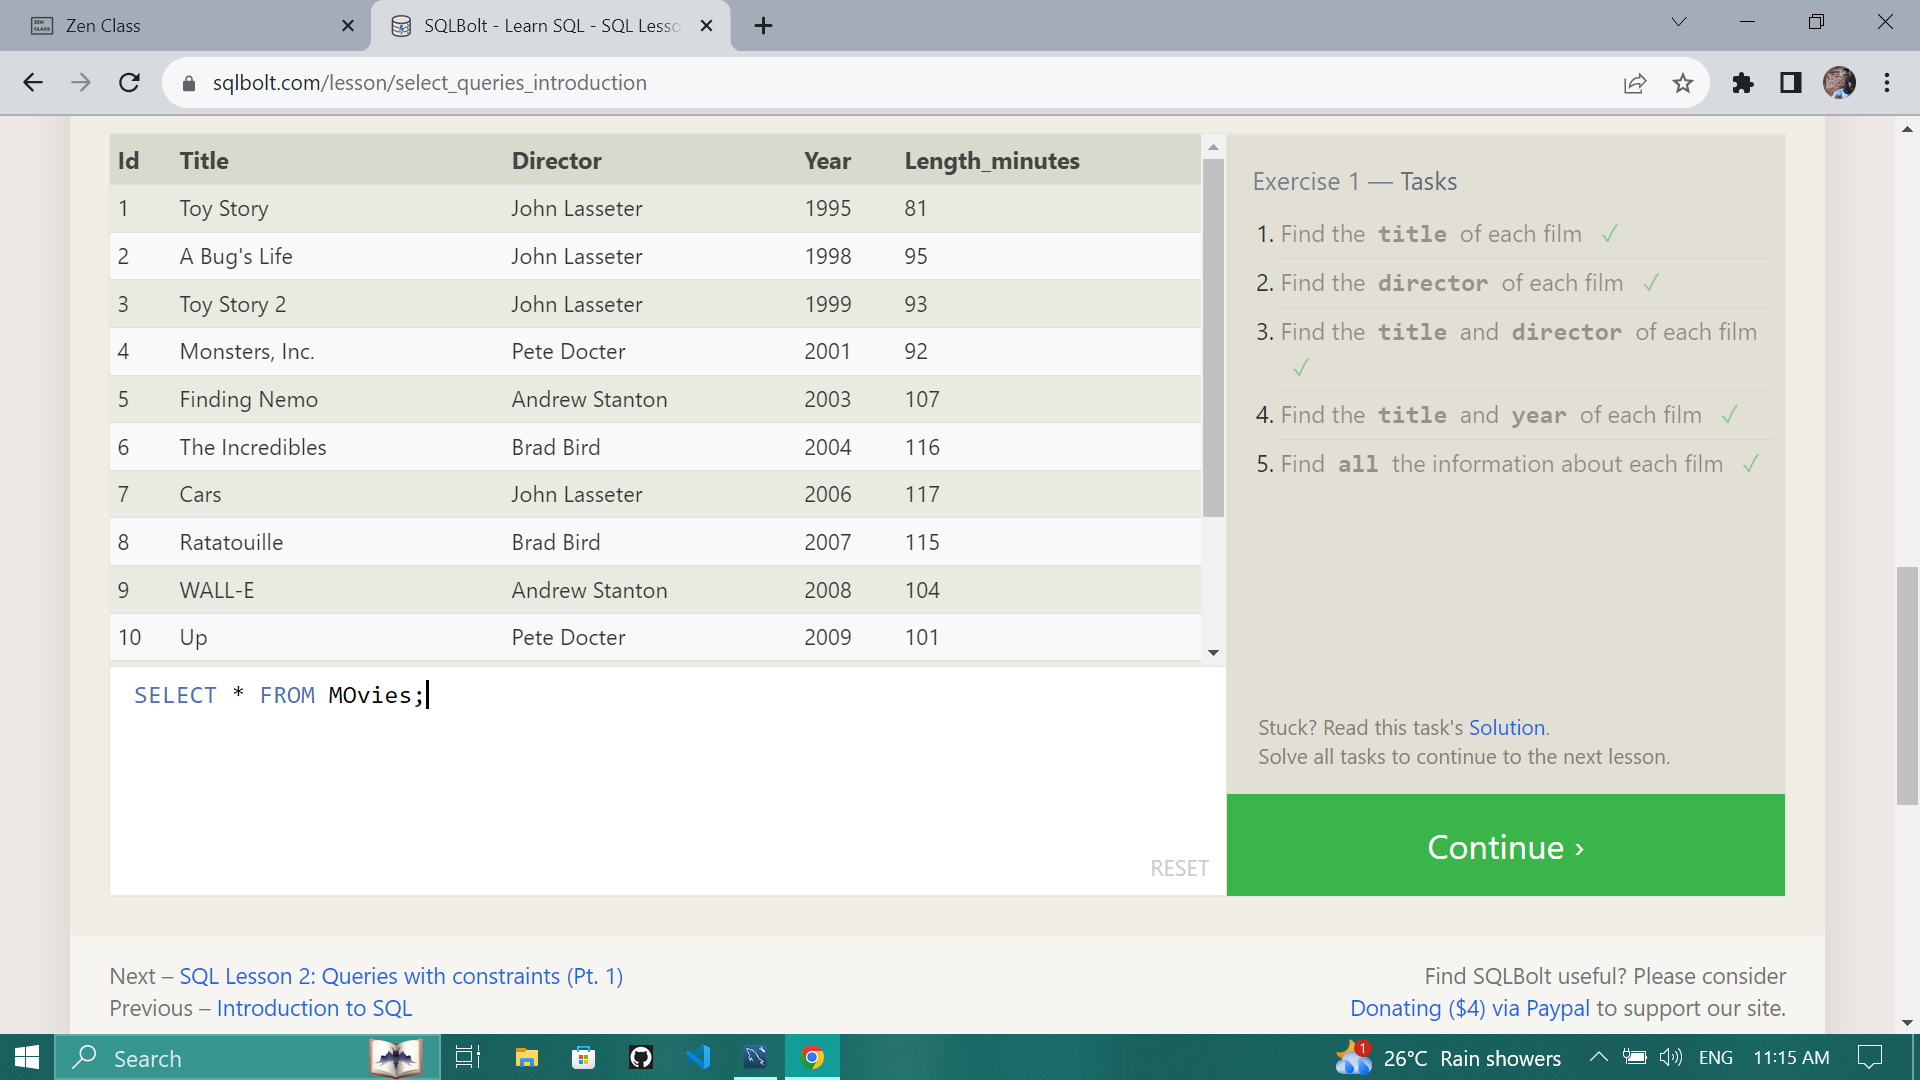 Zen Class
SQLBolt - Learn SQL - SQL Lesso
sqlbolt.com/lesson/select_queries_introduction
Id Title Director Year Length_minutes
1 Toy Story John Lasseter 1995 81
2 A Bug's Life John Lasseter 1998 95
3 Toy Story 2 John Lasseter 1999 93
4 Monsters, Inc. Pete Docter 2001 92
5 Finding Nemo Andrew Stanton 2003 107
6 The Incredibles Brad Bird 2004 116
7 Cars John Lasseter 2006 117
8 Ratatouille Brad Bird 2007 115
9 WALL-E Andrew Stanton 2008 104
10 Up Pete Docter 2009 101
SELECT * FROM MOvies;
RESET
Exercise 1 — Tasks
1. Find the title of each film ✓
2. Find the director of each film ✓
3. Find the title and director of each film
✓
4. Find the title and year of each film ✓
5. Find all the information about each film ✓
Stuck? Read this task's Solution.
Solve all tasks to continue to the next lesson.
Continue ›
Next – SQL Lesson 2: Queries with constraints (Pt. 1)
Previous – Introduction to SQL
Find SQLBolt useful? Please consider
Donating ($4) via Paypal to support our site.
Search
1
26°C Rain showers
ENG
11:15 AM